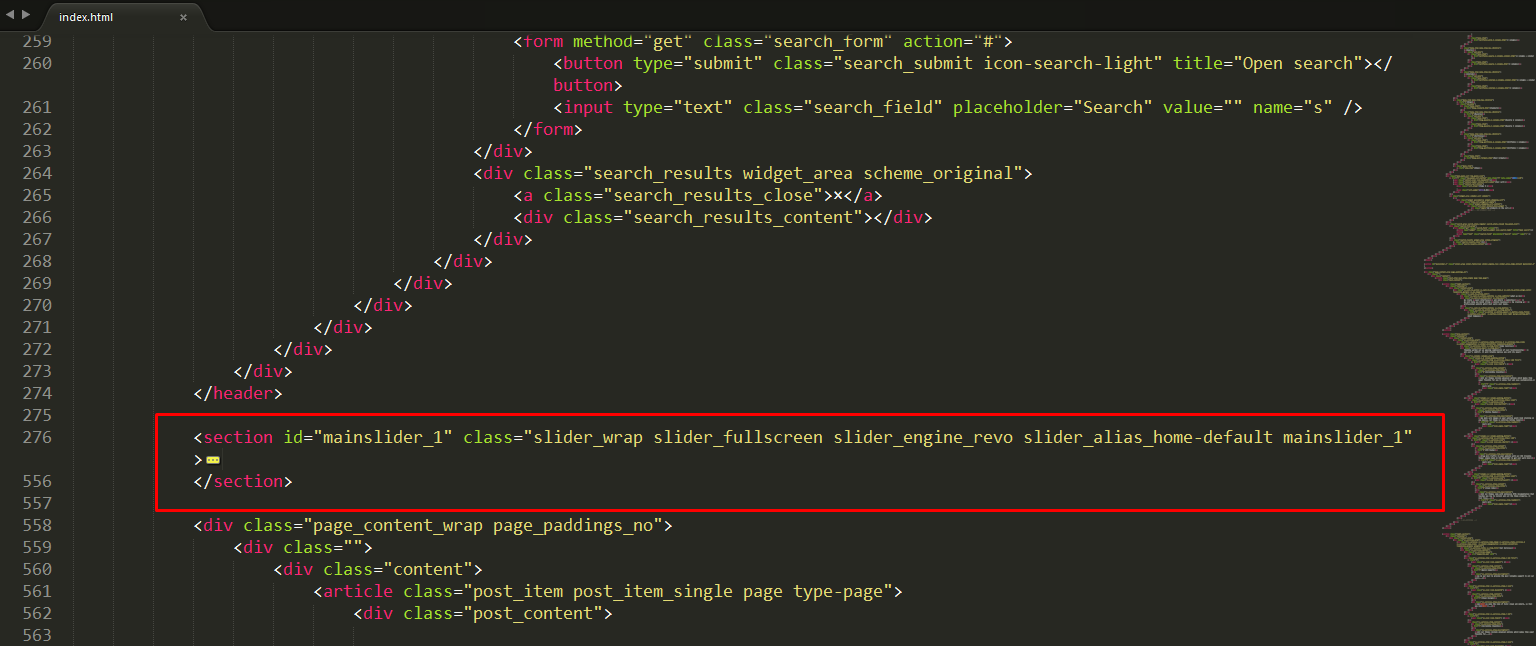 index.html ×
259 <form method="get" class="search_form" action="#">
260 <button type="submit" class="search_submit icon-search-light" title="Open search"></
button>
261 <input type="text" class="search_field" placeholder="Search" value="" name="s" />
262 </form>
263 </div>
264 <div class="search_results widget_area scheme_original">
265 <a class="search_results_close">×</a>
266 <div class="search_results_content"></div>
267 </div>
268 </div>
269 </div>
270 </div>
271 </div>
272 </div>
273 </div>
274 </header>
275
276 <section id="mainslider_1" class="slider_wrap slider_fullscreen slider_engine_revo slider_alias_home-default mainslider_1"
>
556 </section>
557
558 <div class="page_content_wrap page_paddings_no">
559 <div class="">
560 <div class="content">
561 <article class="post_item post_item_single page type-page">
562 <div class="post_content">
563